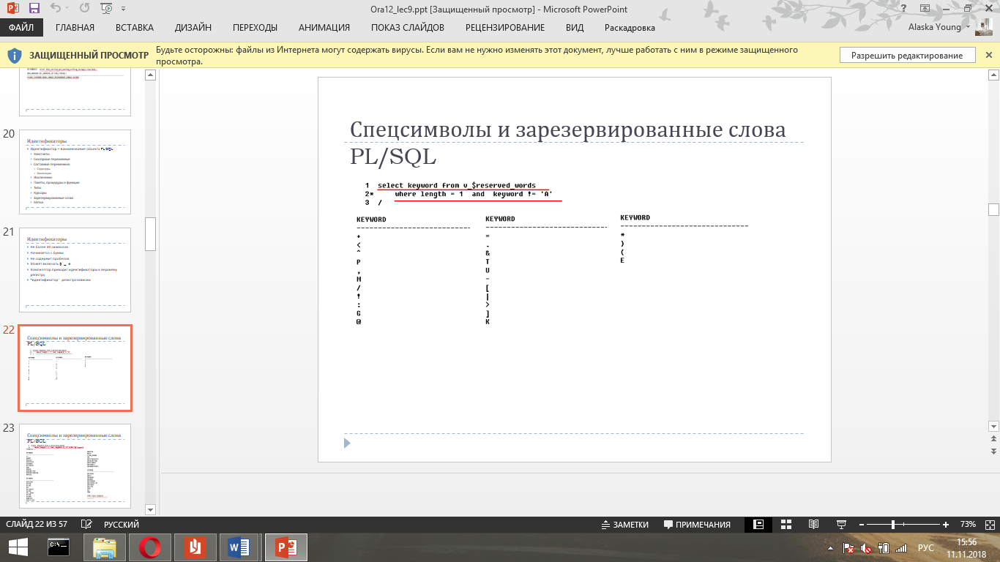 Ora12_lec9.ppt [Защищенный просмотр] - Microsoft PowerPoint
ФАЙЛ ГЛАВНАЯ ВСТАВКА ДИЗАЙН ПЕРЕХОДЫ АНИМАЦИЯ ПОКАЗ СЛАЙДОВ РЕЦЕНЗИРОВАНИЕ ВИД Раскадровка Alaska Young
ЗАЩИЩЕННЫЙ ПРОСМОТР Будьте осторожны: файлы из Интернета могут содержать вирусы. Если вам не нужно изменять этот документ, лучше работать с ним в режиме защищенного
просмотра.
Разрешить редактирование
20
Идентификаторы
Идентификатор – наименование объекта PL/SQL
Константы
Скалярные переменные
Составные переменные
Структуры
Коллекции
Исключения
Пакеты, процедуры и функции
Типы
Курсоры
Зарезервированные слова
Метки
21
Идентификаторы
Не более 30 символов
Начинается с буквы
Не содержит пробелов
Может включать $ _ #
Компилятор приводит идентификаторы к верхнему
регистру
"идентификатор" регистрозависим
22
Спецсимволы и зарезервированные слова
PL/SQL
23
Спецсимволы и зарезервированные слова
PL/SQL
Спецсимволы и зарезервированные слова
PL/SQL
1 select keyword from v_$reserved_words
2* where length = 1 and keyword != 'A'
3 /
KEYWORD
+
<
^
P
,
M
/
!
:
G
@
KEYWORD
=
.
&
T
U
-
[
|
>
]
K
KEYWORD
*
)
(
E
СЛАЙД 22 ИЗ 57 РУССКИЙ ЗАМЕТКИ ПРИМЕЧАНИЯ 73%
РУС
15:56
11.11.2018